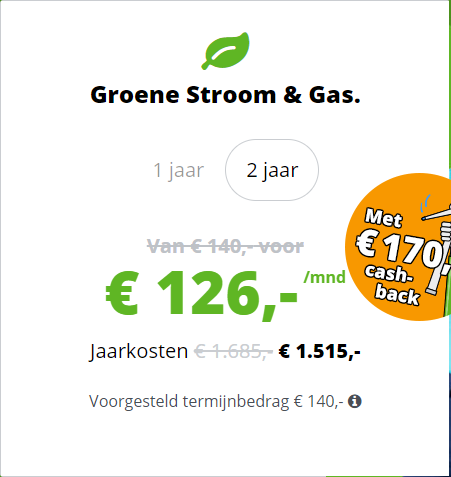 Groene Stroom & Gas.
1 jaar 2 jaar
Van € 140,- voor
€ 126,- /mnd
Met
€ 170,-
cash-
back
Jaarkosten € 1.685,- € 1.515,-
Voorgesteld termijnbedrag € 140,-